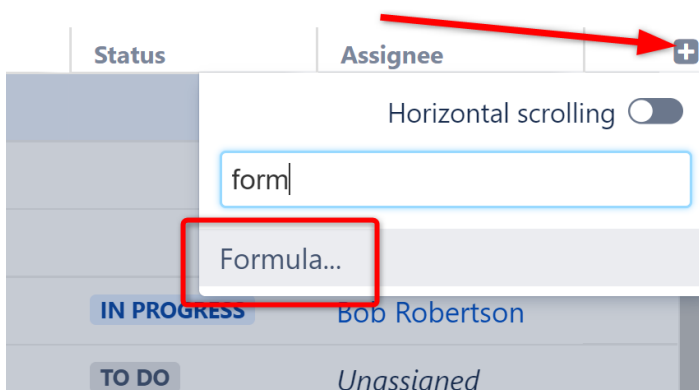 Status Assignee
Horizontal scrolling
form
Formula...
IN PROGRESS Bob Robertson
TO DO Unassigned